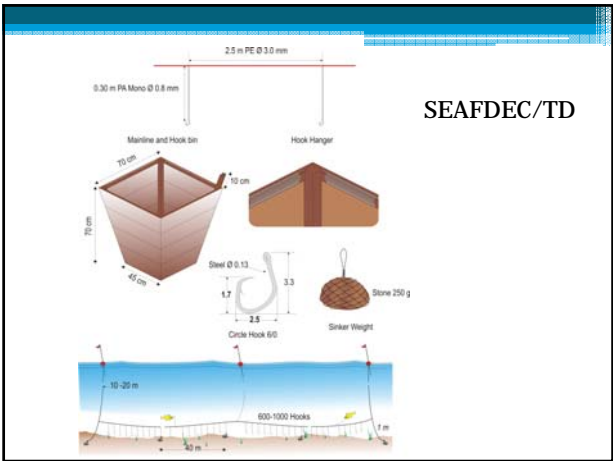 2.5 m PE Ø 3.0 mm
0.30 m PA Mono Ø 0.8 mm
SEAFDEC/TD
Mainline and Hook bin
Hook Hanger
70 cm
10 cm
70 cm
45 cm
Steel Ø 0.13
3.3
1.7
2.5
Stone 250 g
Circle Hook 6/0
Sinker Weight
10 -20 m
600-1000 Hooks
1 m
40 m